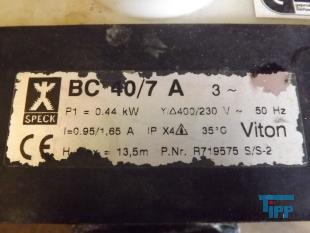 BC 40/7 A 3 ~
SPECK
P1 = 0.44 kW Y/△400/230 V ~ 50 Hz
I=0.95/1,65 A IP X4 35°C Viton
CE
= 13,5m P.Nr. R719575 S/S-2
TIPP